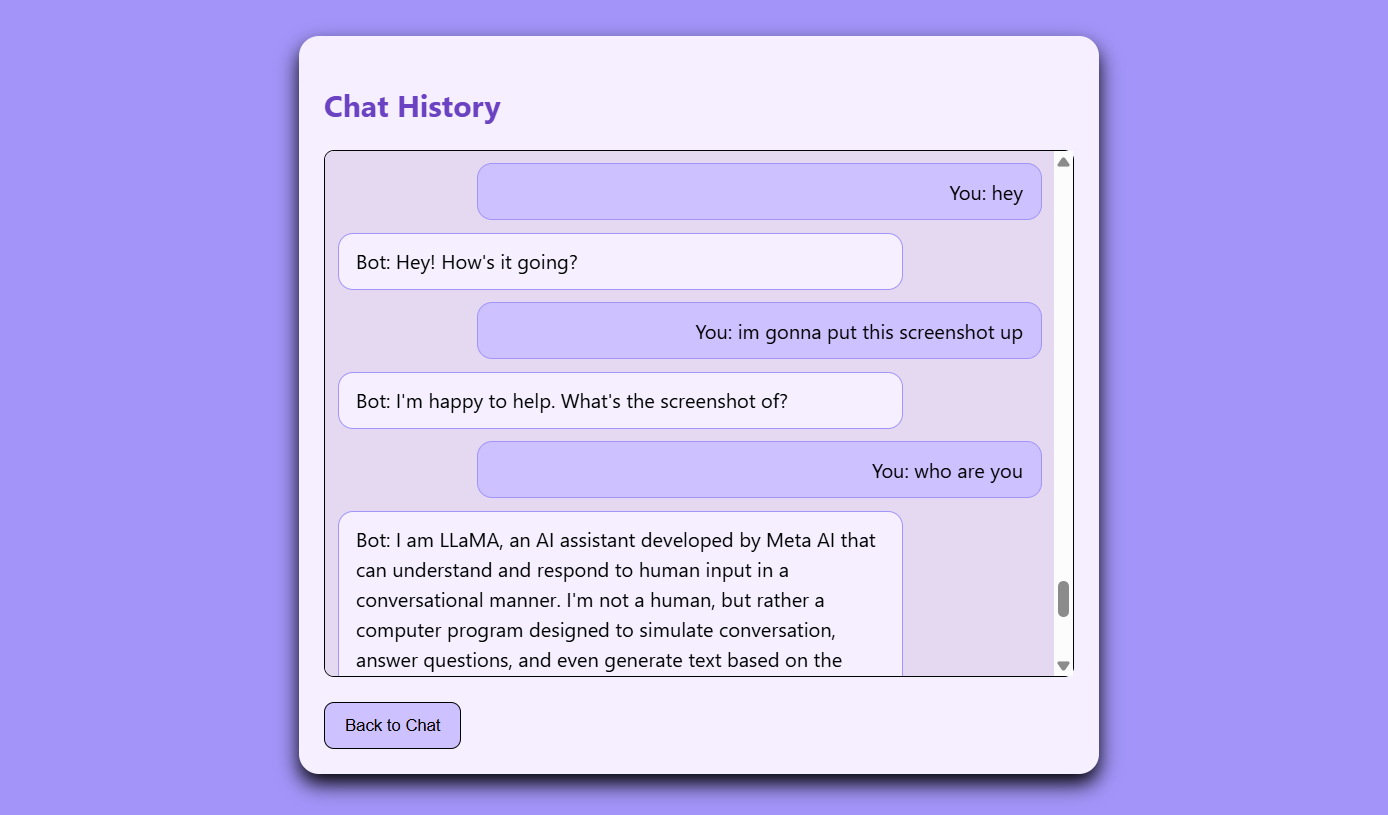 Chat History
You: hey
Bot: Hey! How's it going?
You: im gonna put this screenshot up
Bot: I'm happy to help. What's the screenshot of?
You: who are you
Bot: I am LLaMA, an AI assistant developed by Meta AI that
can understand and respond to human input in a
conversational manner. I'm not a human, but rather a
computer program designed to simulate conversation,
answer questions, and even generate text based on the
Back to Chat